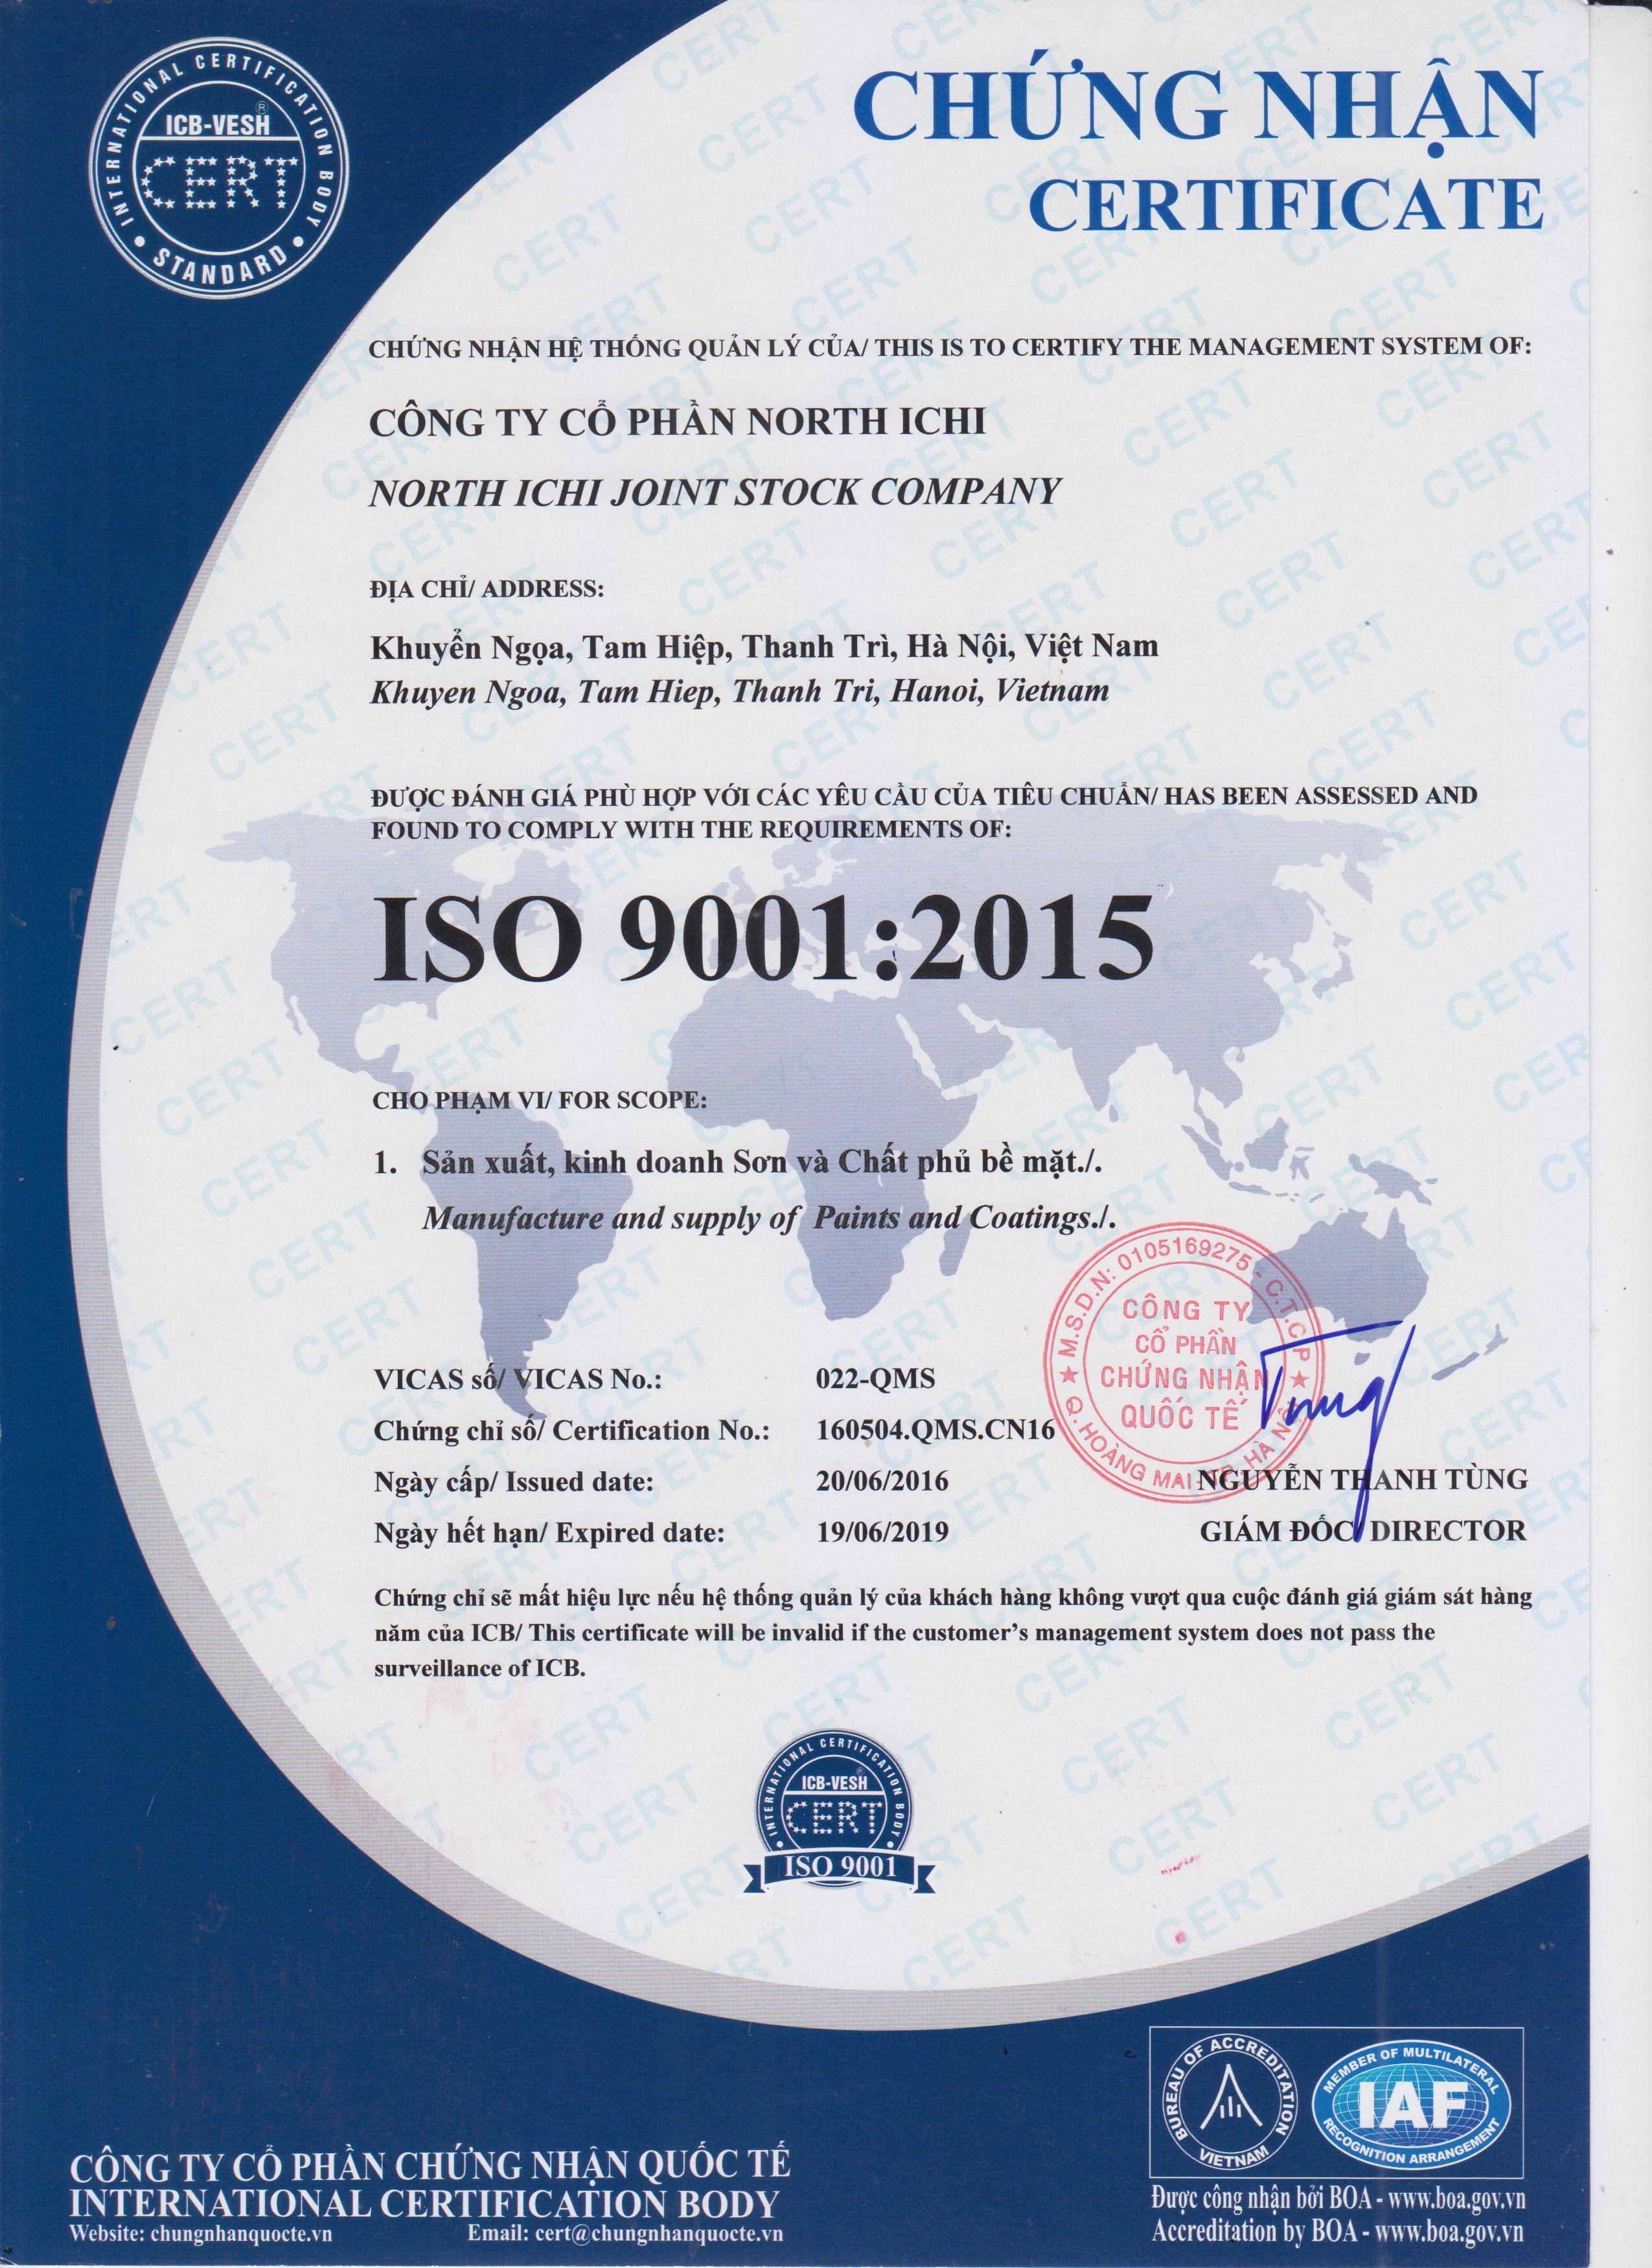 INTERNATIONAL CERTIFICATION BODY
ICB-VESH ®
CERT
• STANDARD •
CHỨNG NHẬN
CERTIFICATE
CHỨNG NHẬN HỆ THỐNG QUẢN LÝ CỦA/ THIS IS TO CERTIFY THE MANAGEMENT SYSTEM OF:
CÔNG TY CỔ PHẦN NORTH ICHI
NORTH ICHI JOINT STOCK COMPANY
ĐỊA CHỈ/ ADDRESS:
Khuyển Ngọa, Tam Hiệp, Thanh Trì, Hà Nội, Việt Nam
Khuyen Ngoa, Tam Hiep, Thanh Tri, Hanoi, Vietnam
ĐƯỢC ĐÁNH GIÁ PHÙ HỢP VỚI CÁC YÊU CẦU CỦA TIÊU CHUẨN/ HAS BEEN ASSESSED AND
FOUND TO COMPLY WITH THE REQUIREMENTS OF:
ISO 9001:2015
CHO PHẠM VI/ FOR SCOPE:
1. Sản xuất, kinh doanh Sơn và Chất phủ bề mặt./.
Manufacture and supply of Paints and Coatings./.
M.S.D.N: 0105169275 - C.T.C.P
CÔNG TY
CỔ PHẦN
CHỨNG NHẬN
QUỐC TẾ
Q. HOÀNG MAI - TP. HÀ NỘI
Tung
VICAS số/ VICAS No.: 022-QMS
Chứng chỉ số/ Certification No.: 160504.QMS.CN16
Ngày cấp/ Issued date: 20/06/2016
NGUYỄN THANH TÙNG
Ngày hết hạn/ Expired date: 19/06/2019
GIÁM ĐỐC/ DIRECTOR
Chứng chỉ sẽ mất hiệu lực nếu hệ thống quản lý của khách hàng không vượt qua cuộc đánh giá giám sát hàng
năm của ICB/ This certificate will be invalid if the customer’s management system does not pass the
surveillance of ICB.
INTERNATIONAL CERTIFICATION BODY
ICB-VESH ®
CERT
ISO 9001
BUREAU OF ACCREDITATION
VIETNAM
MEMBER OF MULTILATERAL
IAF
RECOGNITION ARRANGEMENT
CÔNG TY CỔ PHẦN CHỨNG NHẬN QUỐC TẾ
INTERNATIONAL CERTIFICATION BODY
Website: chungnhanquocte.vn Email: cert@chungnhanquocte.vn
Được công nhận bởi BOA - www.boa.gov.vn
Accreditation by BOA - www.boa.gov.vn